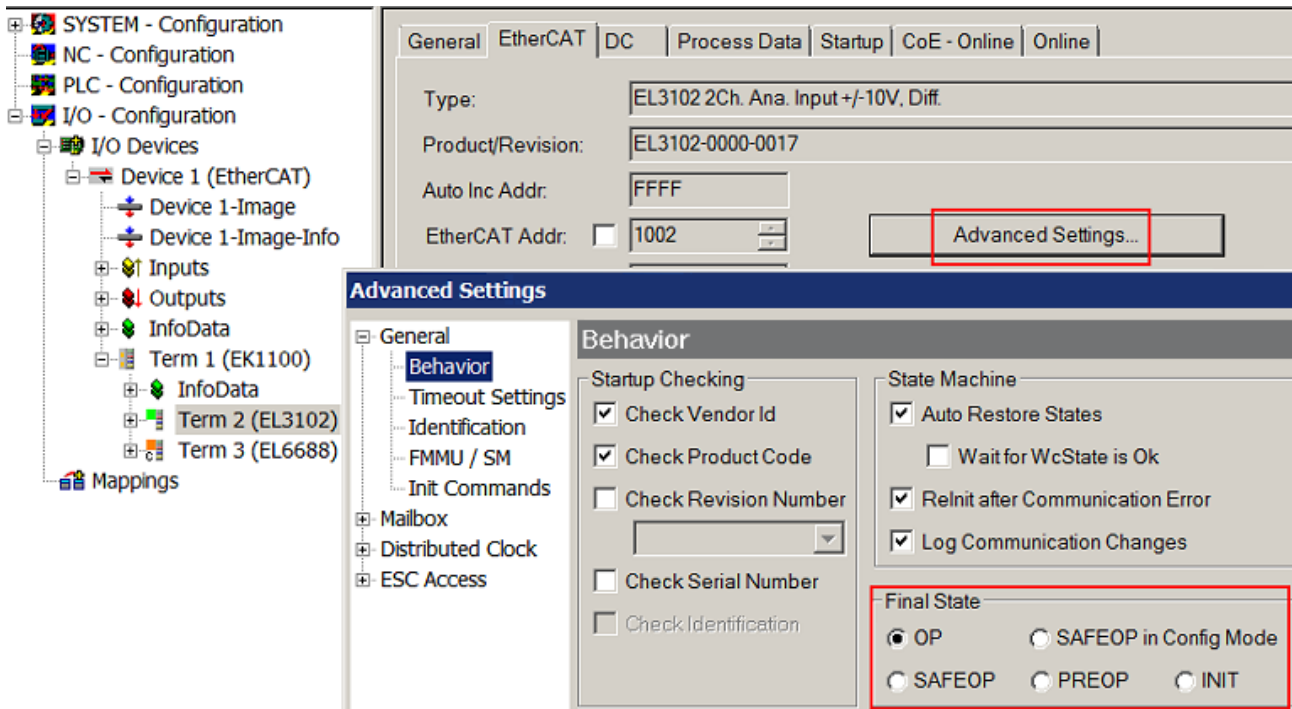 SYSTEM - Configuration
NC - Configuration
PLC - Configuration
I/O - Configuration
I/O Devices
Device 1 (EtherCAT)
Device 1-Image
Device 1-Image-Info
Inputs
Outputs
InfoData
Term 1 (EK1100)
InfoData
Term 2 (EL3102)
Term 3 (EL6688)
Mappings
General EtherCAT DC Process Data Startup CoE - Online Online
Type: EL3102 2Ch. Ana. Input +/-10V, Diff.
Product/Revision: EL3102-0000-0017
Auto Inc Addr: FFFF
EtherCAT Addr: 1002 Advanced Settings...
Advanced Settings
General
Behavior
Timeout Settings
Identification
FMMU / SM
Init Commands
Mailbox
Distributed Clock
ESC Access
Behavior
Startup Checking
Check Vendor Id
Check Product Code
Check Revision Number
Check Serial Number
Check Identification
State Machine
Auto Restore States
Wait for WcState is Ok
ReInit after Communication Error
Log Communication Changes
Final State
OP SAFEOP in Config Mode
SAFEOP PREOP INIT